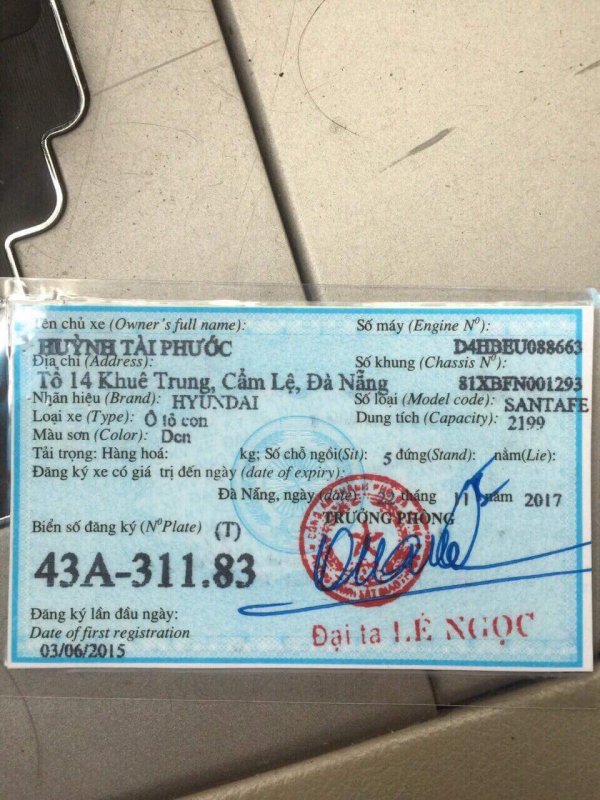 Tên chủ xe (Owner's full name):
HUỲNH TÀI PHƯỚC
Địa chỉ (Address):
Tổ 14 Khuê Trung, Cẩm Lệ, Đà Nẵng
Nhãn hiệu (Brand): HYUNDAI
Loại xe (Type): Ô tô con
Màu sơn (Color): Đen
Tải trọng: Hàng hoá: kg; Số chỗ ngồi(Sit): 5 đứng(Stand): nằm(Lie):
Đăng ký xe có giá trị đến ngày (date of expiry):
Số máy (Engine Nº):
D4HBEU088663
Số khung (Chassis Nº):
81XBFN001293
Số loại (Model code): SANTAFE
Dung tích (Capacity): 2199
Đà Nẵng, ngày (date) 22 tháng 11 năm 2017
TRƯỞNG PHÒNG
Biển số đăng ký (NºPlate) (T)
43A-311.83
Đăng ký lần đầu ngày:
Date of first registration
03/06/2015
Đại tá LÊ NGỌC